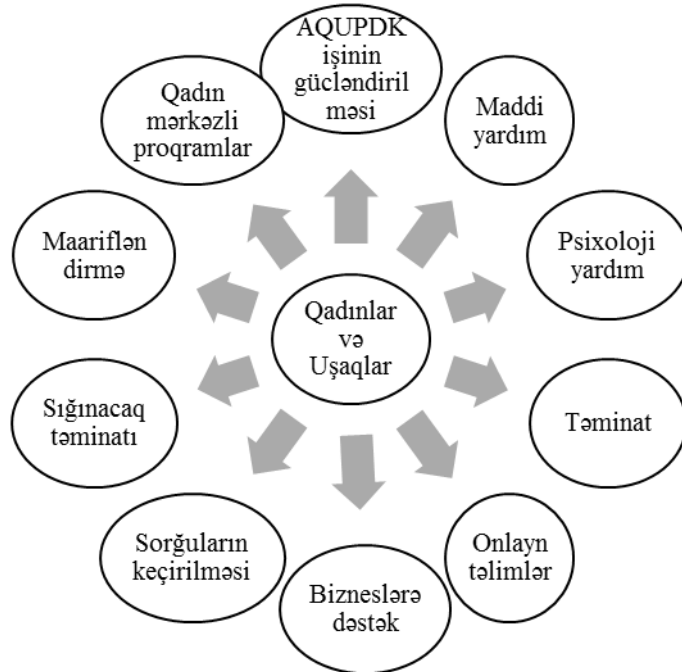 AQUPDK
işinin
gücləndiril
məsi
Maddi
yardım
Psixoloji
yardım
Təminat
Onlayn
təlimlər
Bizneslərə
dəstək
Sorğuların
keçirilməsi
Sığınacaq
təminatı
Maariflən
dirmə
Qadın
mərkəzli
proqramlar
Qadınlar
və
Uşaqlar